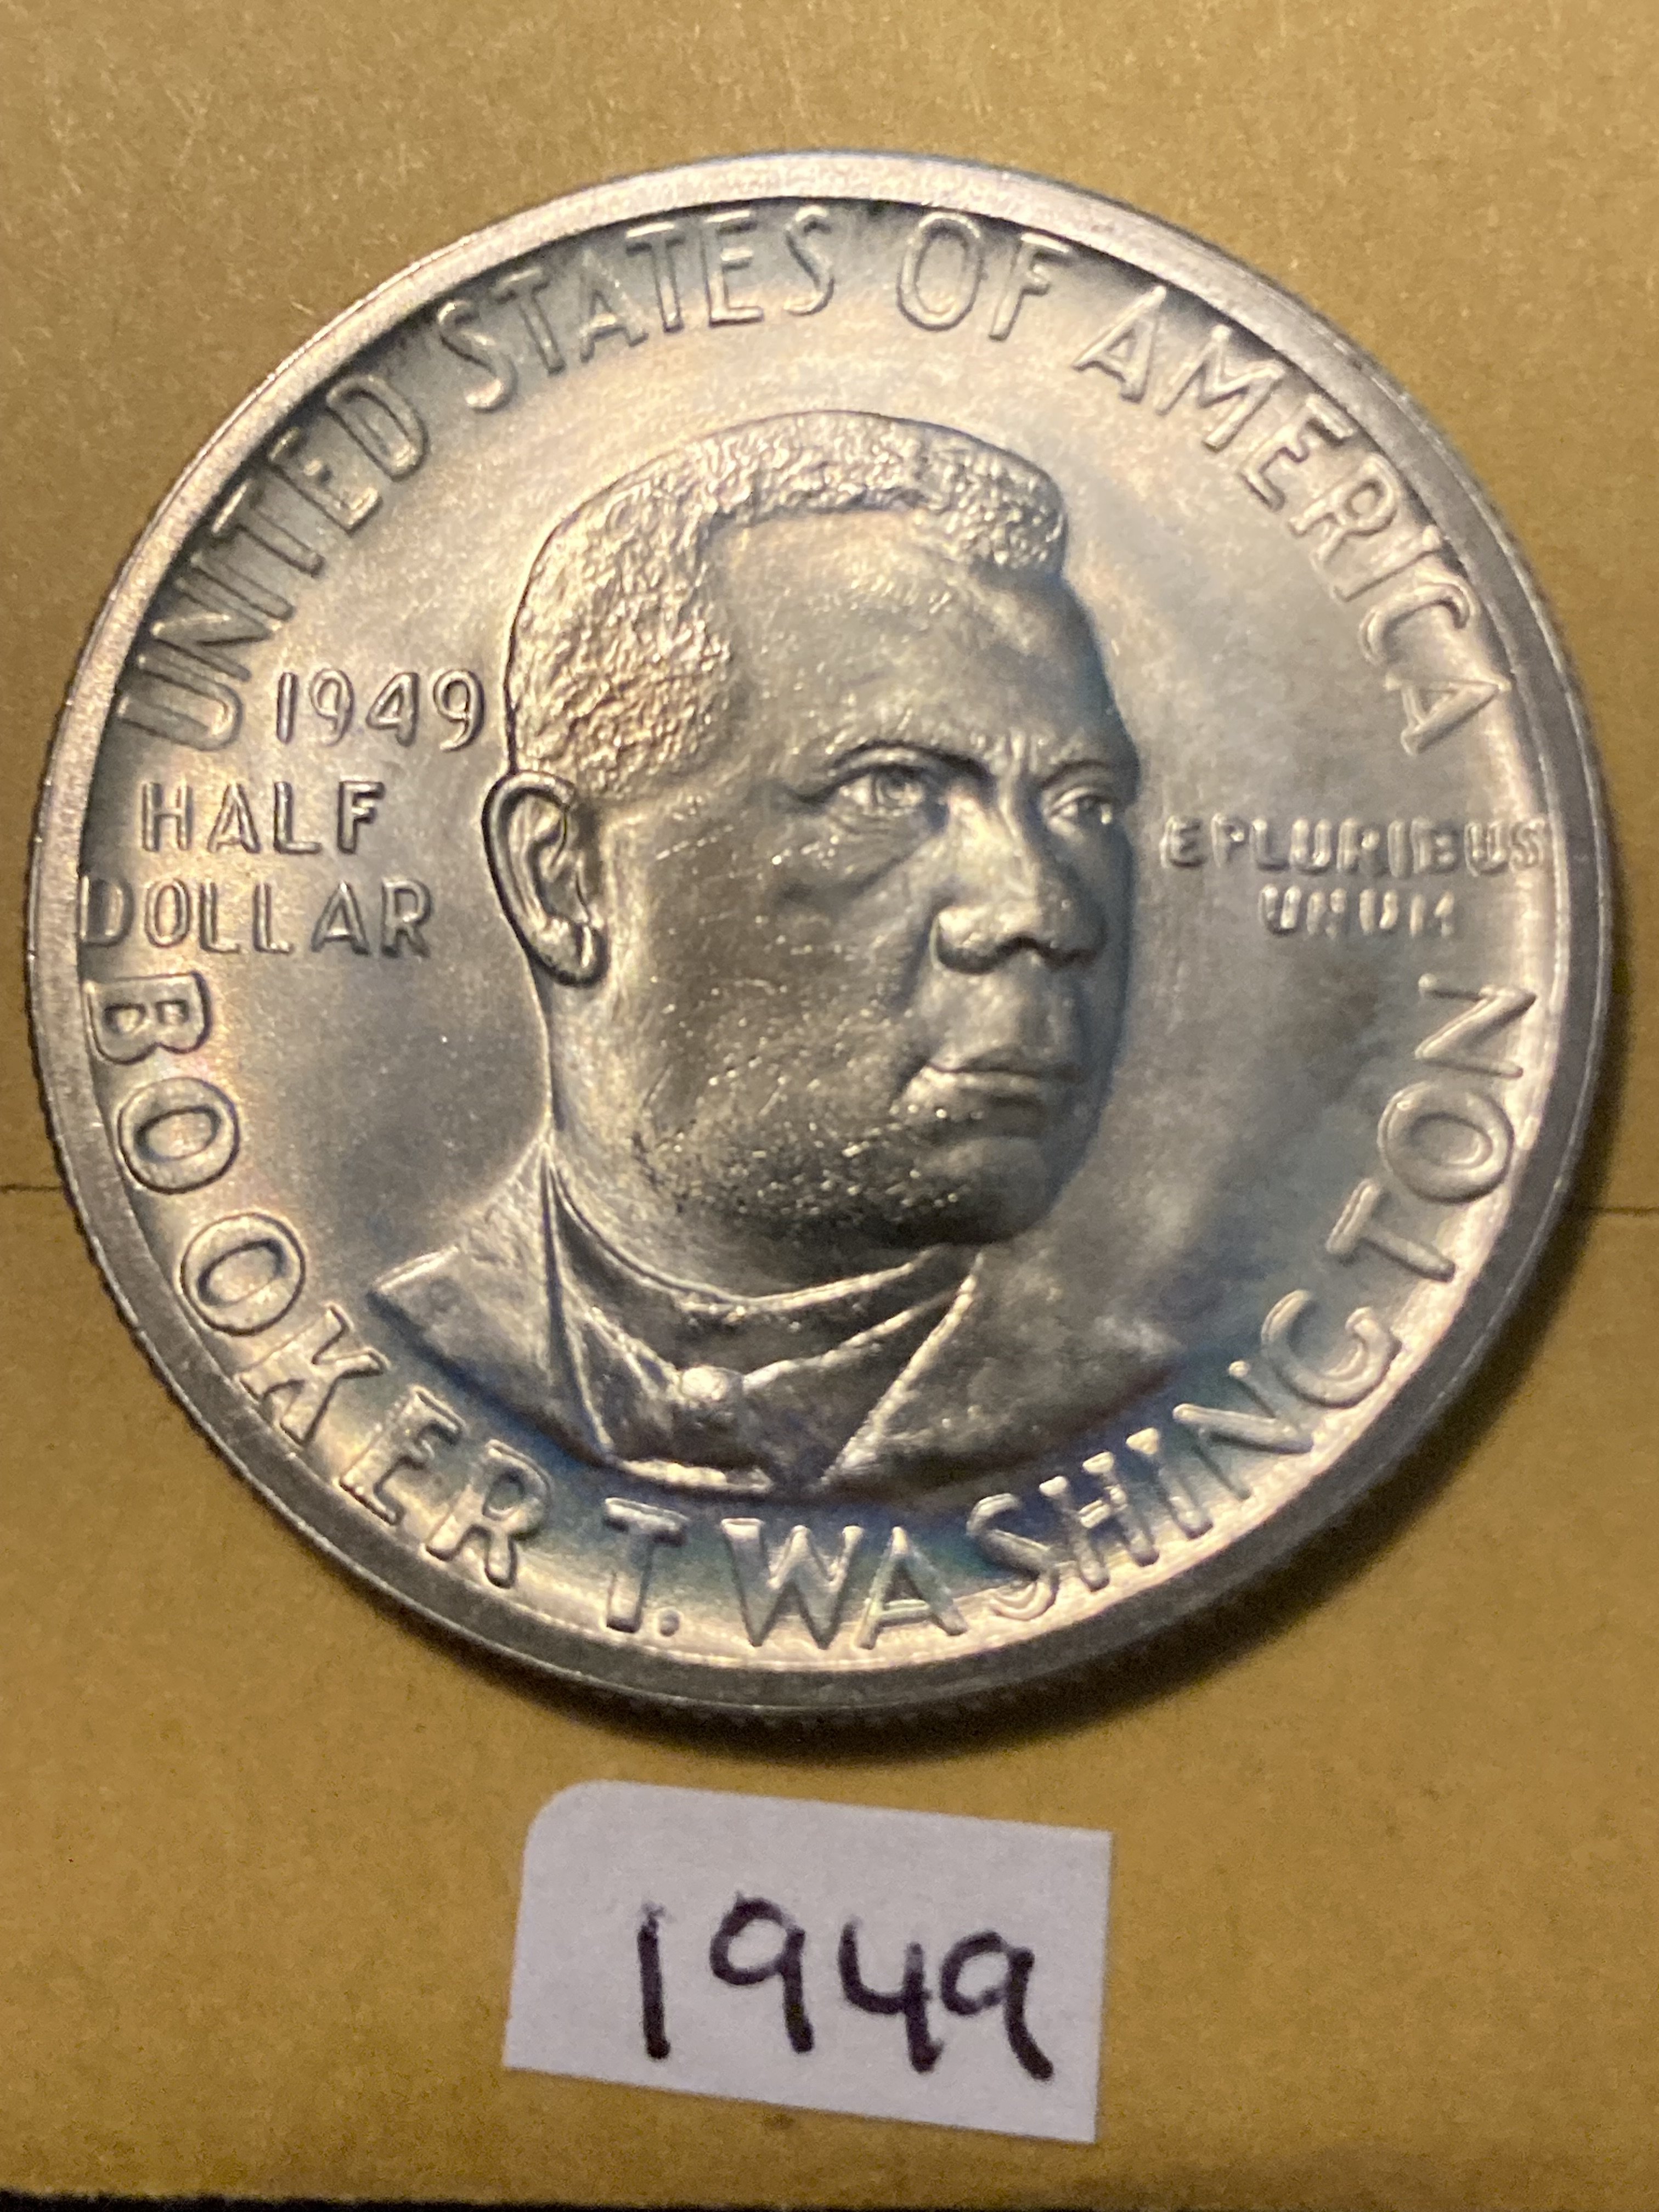 UNITED STATES OF AMERICA
1949
HALF
DOLLAR
E PLURIBUS
UNUM
BOOKER T. WASHINGTON
1949